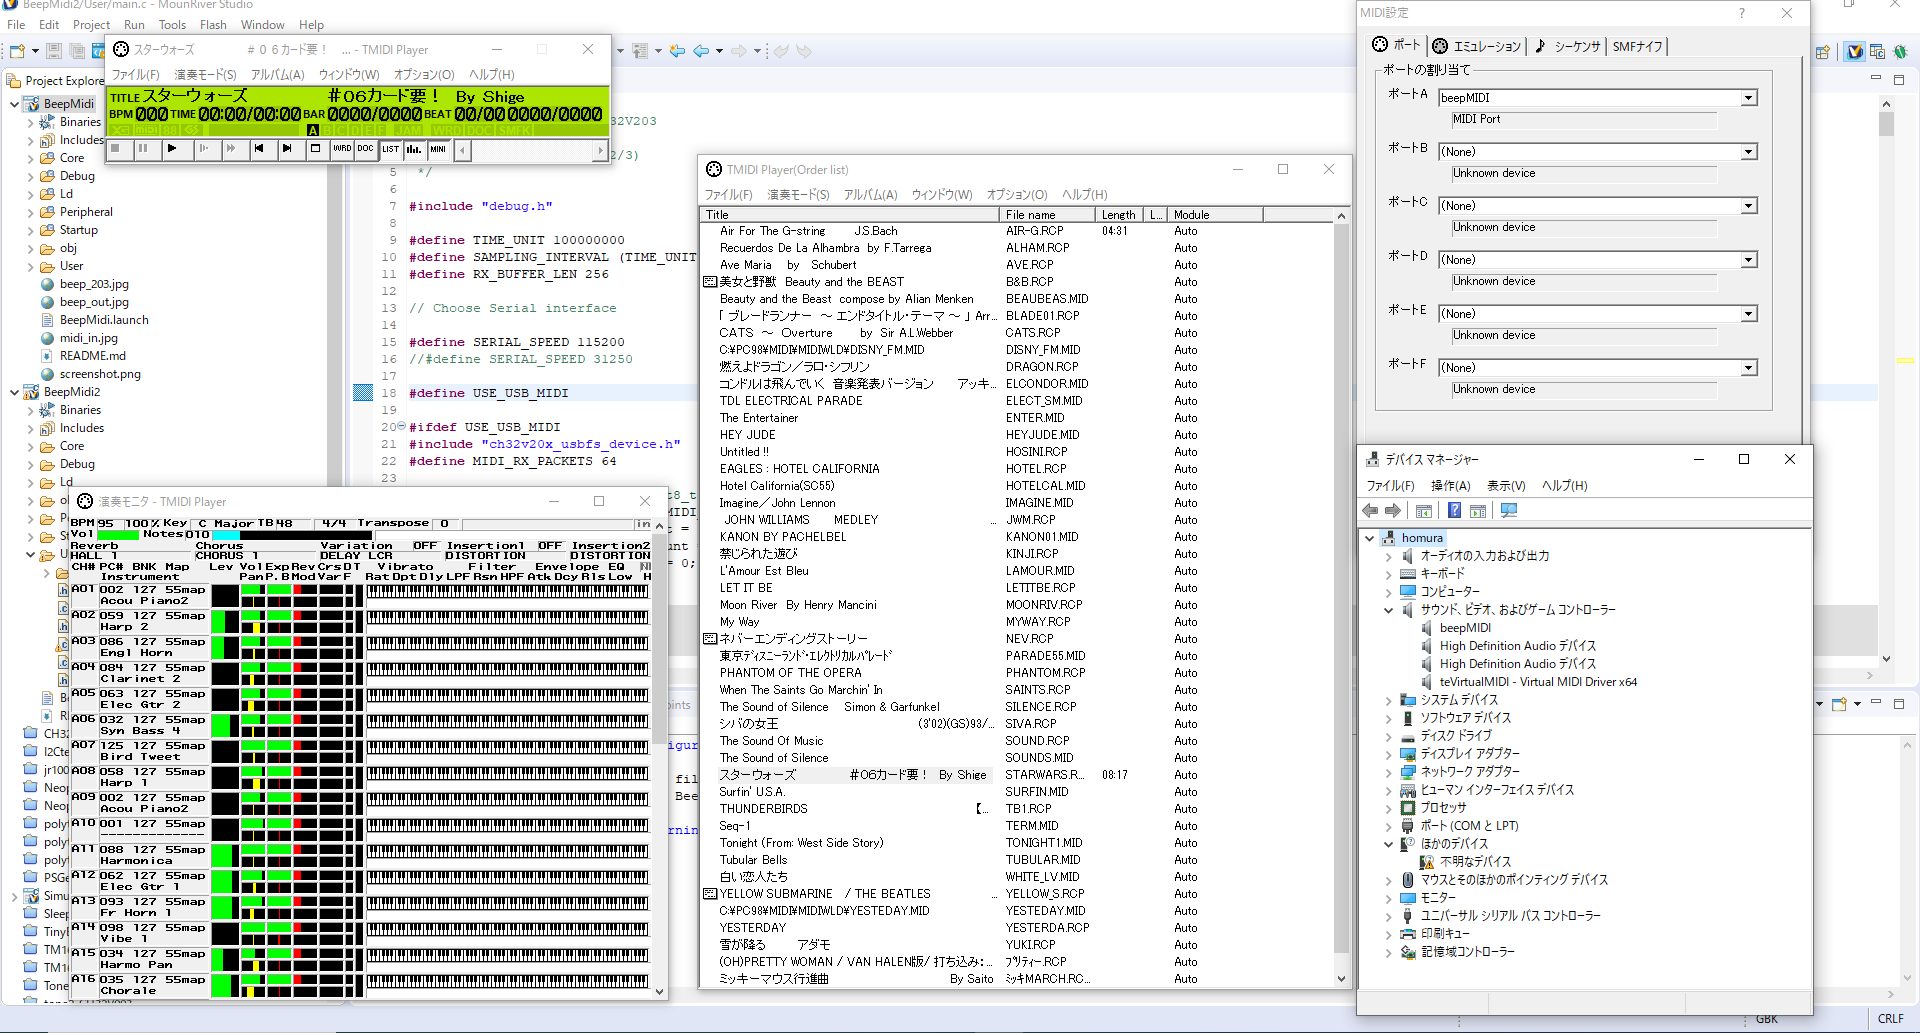 BeepMidi2/User/main.c - MounRiver Studio
File Edit Project Run Tools Flash Window Help
Project Explorer
BeepMidi
Binaries
Includes
Core
Debug
Ld
Peripheral
Startup
obj
User
beep_203.jpg
beep_out.jpg
BeepMidi.launch
midi_in.jpg
README.md
screenshot.png
BeepMidi2
Binaries
Includes
Core
Debug
Ld
スターウォーズ #０６カード要！ ... - TMIDI Player
ファイル(F) 演奏モード(S) アルバム(A) ウィンドウ(W) オプション(O) ヘルプ(H)
TITLE スターウォーズ #０６カード要！ By Shige
BPM 000 TIME 00:00/00:00 BAR 0000/0000 BEAT 00/00 0000/0000
XG midi 88 GS A B C D E F JAM WRD DOC SMFK
WRD DOC LIST MINI
32V203
2/3)
5 */
6
7 #include "debug.h"
8
9 #define TIME_UNIT 100000000
10 #define SAMPLING_INTERVAL (TIME_UNIT
11 #define RX_BUFFER_LEN 256
12
13 // Choose Serial interface
14
15 #define SERIAL_SPEED 115200
16 //#define SERIAL_SPEED 31250
17
18 #define USE_USB_MIDI
19
20 #ifdef USE_USB_MIDI
21 #include "ch32v20x_usbfs_device.h"
22 #define MIDI_RX_PACKETS 64
23
演奏モニタ - TMIDI Player
BPM 95 100% Key C Major TB 48 4/4 Transpose 0 in
Vol Notes 010
Reverb Chorus Variation OFF Insertion1 OFF Insertion2
HALL 1 CHORUS 1 DELAY LCR DISTORTION DISTORTION
CH# PC# BNK Map Lev Vol Exp Rev Crs DT Vibrato Filter Envelope EQ
Instrument Pan P.B Mod Var F Rat Dpt Dly LPF Rsn HPF Atk Dcy Rls Low H
A01 002 127 55map
Acou Piano2
A02 059 127 55map
Harp 2
A03 086 127 55map
Engl Horn
A04 084 127 55map
Clarinet 2
A05 063 127 55map
Elec Gtr 2
A06 032 127 55map
Syn Bass 4
A07 125 127 55map
Bird Tweet
A08 058 127 55map
Harp 1
A09 002 127 55map
Acou Piano2
A10 001 127 55map
--------------
A11 088 127 55map
Harmonica
A12 062 127 55map
Elec Gtr 1
A13 093 127 55map
Fr Horn 1
A14 098 127 55map
Vibe 1
A15 034 127 55map
Harmo Pan
A16 035 127 55map
Chorale
TMIDI Player(Order list)
ファイル(F) 演奏モード(S) アルバム(A) ウィンドウ(W) オプション(O) ヘルプ(H)
Title File name Length L... Module
Air For The G-string J.S.Bach AIR-G.RCP 04:31 Auto
Recuerdos De La Alhambra by F.Tarrega ALHAM.RCP Auto
Ave Maria by Schubert AVE.RCP Auto
美女と野獣 Beauty and the BEAST B&B.RCP Auto
Beauty and the Beast compose by Alian Menken BEAUBEAS.MID Auto
「 ブレードランナー ～ エンドタイトル・テーマ ～ 」 Arr... BLADE01.RCP Auto
CATS ～ Overture by Sir A.L.Webber CATS.RCP Auto
C:¥PC98¥MIDI¥MIDIWLD¥DISNY_FM.MID DISNY_FM.MID Auto
燃えよドラゴン／ラロ・シフリン DRAGON.RCP Auto
コンドルは飛んでいく 音楽発表バージョン アッキ... ELCONDOR.MID Auto
TDL ELECTRICAL PARADE ELECT_SM.MID Auto
The Entertainer ENTER.MID Auto
HEY JUDE HEYJUDE.MID Auto
Untitled !! HOSINI.RCP Auto
EAGLES : HOTEL CALIFORNIA HOTEL.RCP Auto
Hotel California(SC55) HOTELCAL.MID Auto
Imagine／John Lennon IMAGINE.MID Auto
JOHN WILLIAMS MEDLEY ... JWM.RCP Auto
KANON BY PACHELBEL KANON01.MID Auto
禁じられた遊び KINJI.RCP Auto
L'Amour Est Bleu LAMOUR.MID Auto
LET IT BE LETITBE.RCP Auto
Moon River By Henry Mancini MOONRIV.RCP Auto
My Way MYWAY.RCP Auto
ネバーエンディングストーリー NEV.RCP Auto
東京ﾃﾞｨｽﾞﾆｰﾗﾝﾄﾞ・ｴﾚｸﾄﾘｶﾙﾊﾟﾚｰﾄﾞ PARADE55.MID Auto
PHANTOM OF THE OPERA PHANTOM.RCP Auto
When The Saints Go Marchin' In SAINTS.RCP Auto
The Sound of Silence Simon & Garfunkel SILENCE.RCP Auto
シバの女王 (3'02)(GS)93/... SIVA.RCP Auto
The Sound Of Music SOUND.RCP Auto
The Sound of Silence SOUNDS.MID Auto
スターウォーズ #０６カード要！ By Shige STARWARS.R... 08:17 Auto
Surfin' U.S.A. SURFIN.MID Auto
THUNDERBIRDS 【... TB1.RCP Auto
Seq-1 TERM.MID Auto
Tonight (From: West Side Story) TONIGHT1.MID Auto
Tubular Bells TUBULAR.MID Auto
白い恋人たち WHITE_LV.MID Auto
YELLOW SUBMARINE / THE BEATLES ... YELLOW_S.RCP Auto
C:¥PC98¥MIDI¥MIDIWLD¥YESTEDAY.MID YESTEDAY.MID Auto
YESTERDAY YESTERDA.RCP Auto
雪が降る アダモ YUKI.RCP Auto
(OH)PRETTY WOMAN / VAN HALEN版/ 打ち込み:... ﾌﾟﾘﾃｨｰ.RCP Auto
ミッキーマウス行進曲 By Saito ﾐｯｷMARCH.RC... Auto
MIDI設定
ポート エミュレーション シーケンサ SMFナイフ
ポートの割り当て
ポートA beepMIDI
MIDI Port
ポートB (None)
Unknown device
ポートC (None)
Unknown device
ポートD (None)
Unknown device
ポートE (None)
Unknown device
ポートF (None)
Unknown device
デバイス マネージャー
ファイル(F) 操作(A) 表示(V) ヘルプ(H)
homura
オーディオの入力および出力
キーボード
コンピューター
サウンド、ビデオ、およびゲーム コントローラー
beepMIDI
High Definition Audio デバイス
High Definition Audio デバイス
teVirtualMIDI - Virtual MIDI Driver x64
システム デバイス
ソフトウェア デバイス
ディスク ドライブ
ディスプレイ アダプター
ネットワーク アダプター
ヒューマン インターフェイス デバイス
プロセッサ
ポート (COM と LPT)
ほかのデバイス
不明なデバイス
マウスとそのほかのポインティング デバイス
モニター
ユニバーサル シリアル バス コントローラー
印刷キュー
記憶域コントローラー
GBK CRLF